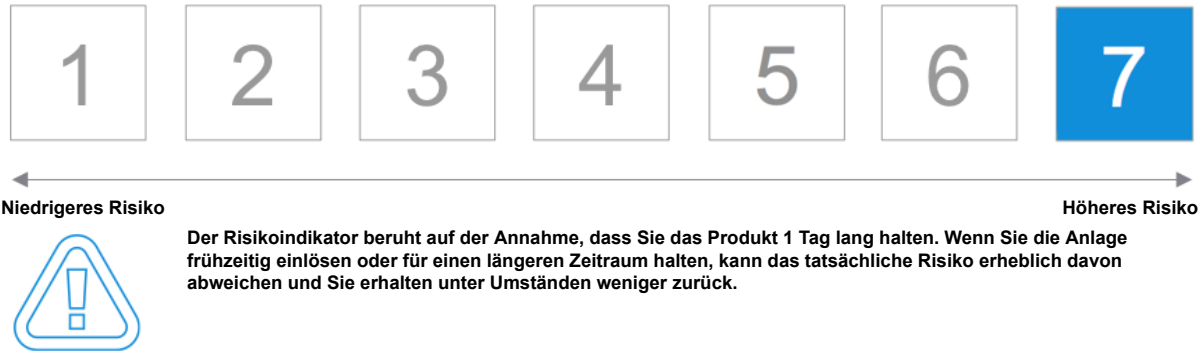 1 2 3 4 5 6 7
Niedrigeres Risiko Höheres Risiko
Der Risikoindikator beruht auf der Annahme, dass Sie das Produkt 1 Tag lang halten. Wenn Sie die Anlage
frühzeitig einlösen oder für einen längeren Zeitraum halten, kann das tatsächliche Risiko erheblich davon
abweichen und Sie erhalten unter Umständen weniger zurück.